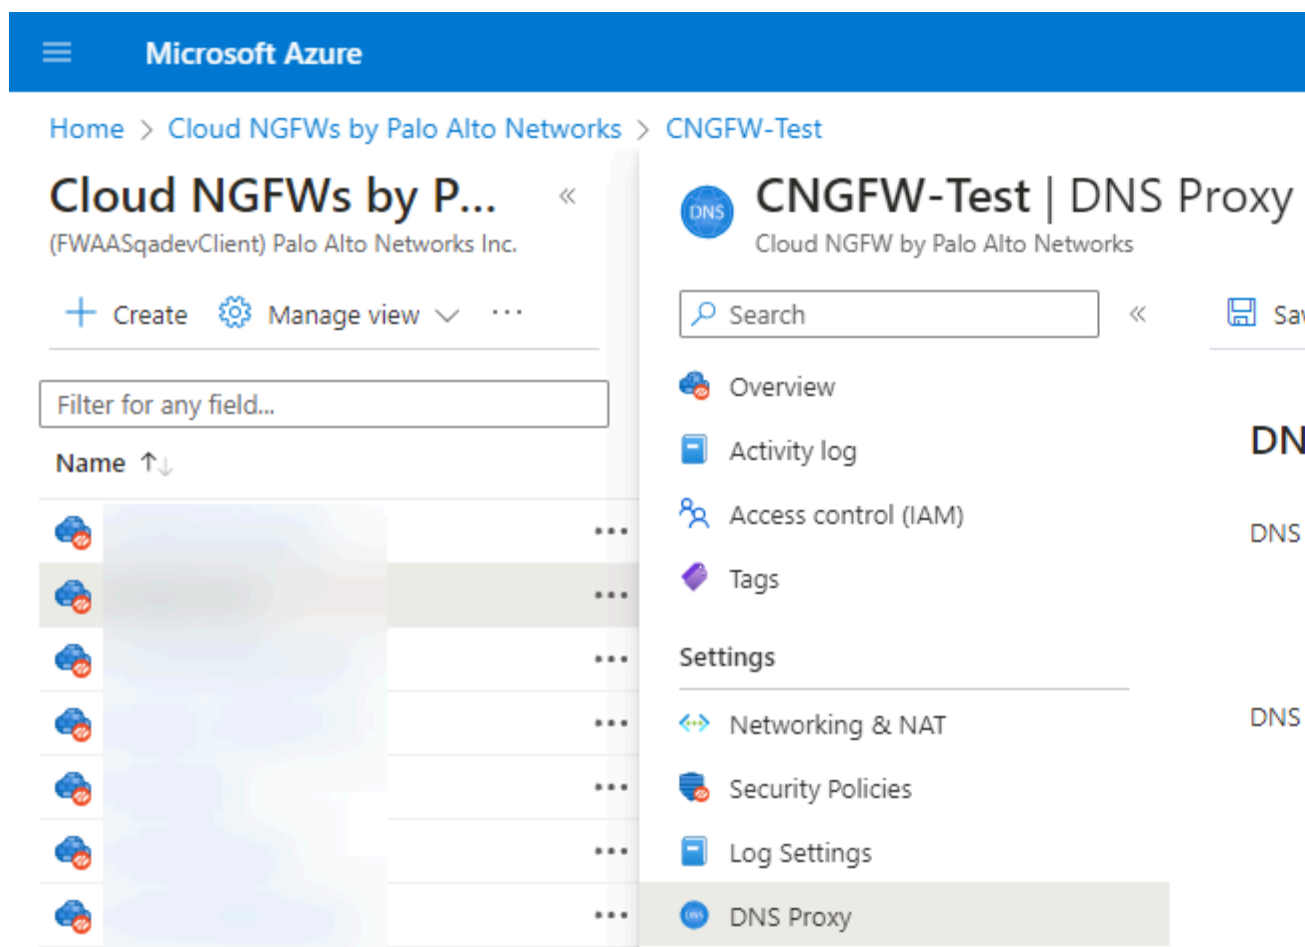 Microsoft Azure
Home > Cloud NGFWs by Palo Alto Networks > CNGFW-Test
Cloud NGFWs by P... «
(FWAASqadevClient) Palo Alto Networks Inc.
+ Create Manage view ...
Filter for any field...
Name ↑↓
DNS
CNGFW-Test | DNS Proxy
Cloud NGFW by Palo Alto Networks
Search «
Overview
Activity log
Access control (IAM)
Tags
Settings
Networking & NAT
Security Policies
Log Settings
DNS Proxy
DNS
DNS